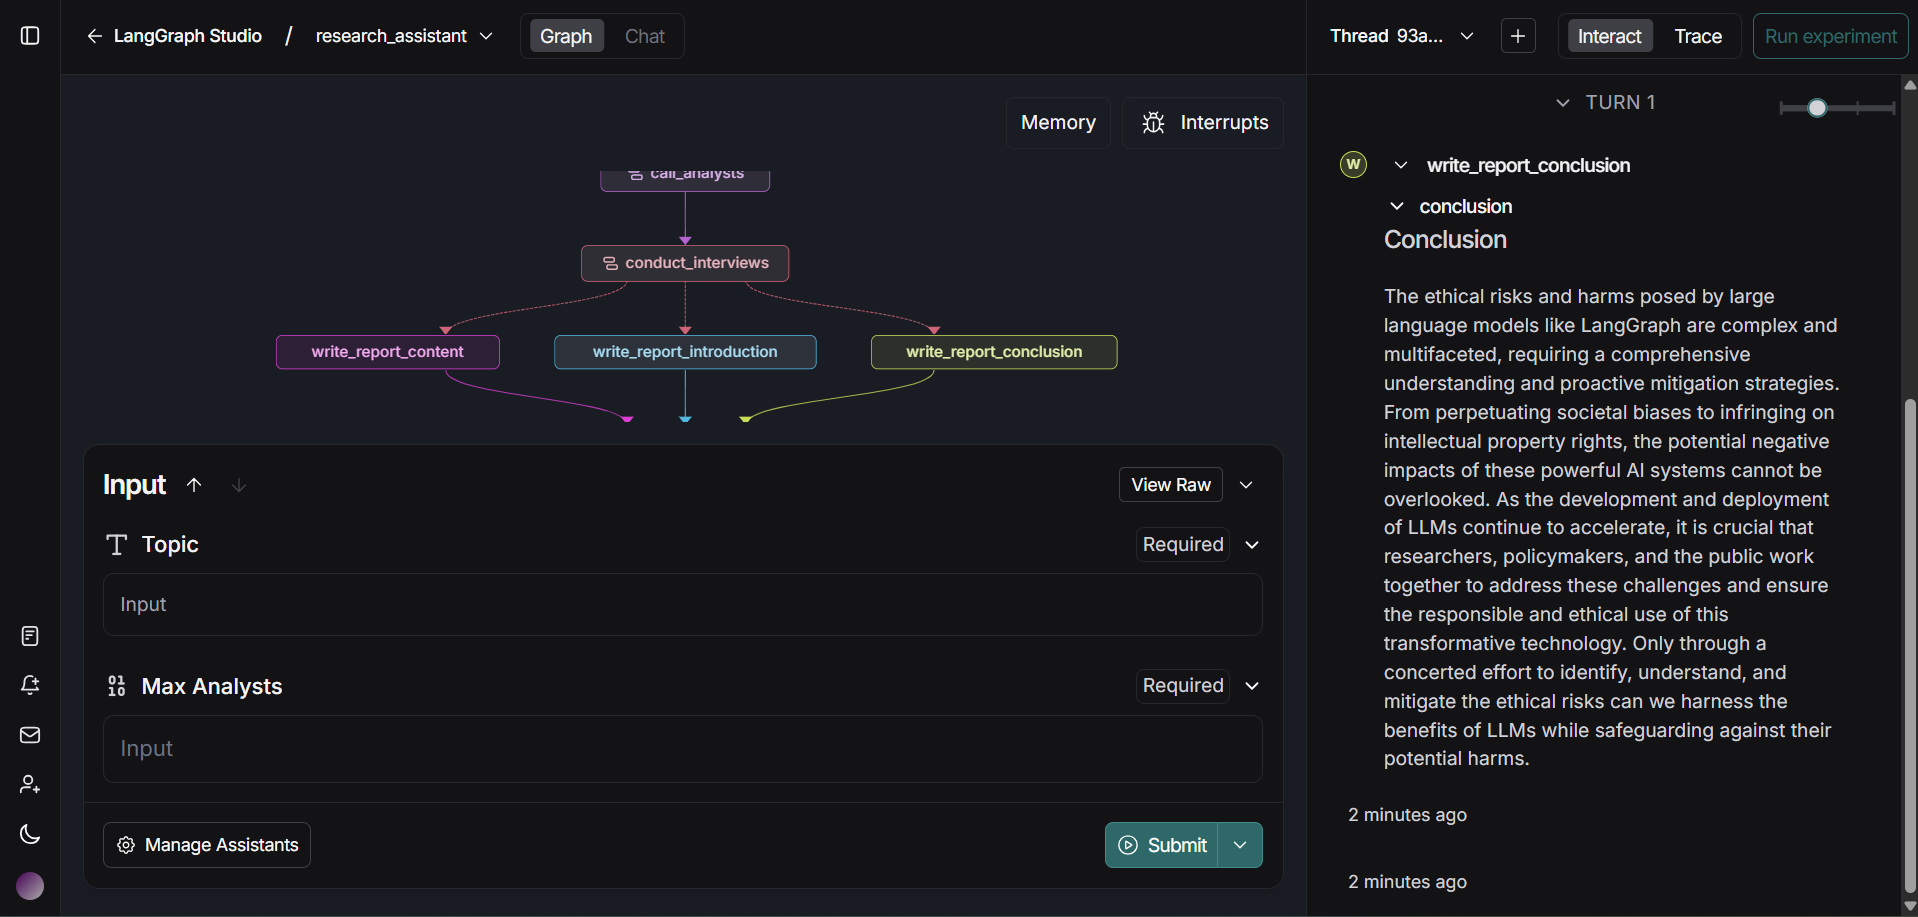 LangGraph Studio / research_assistant
Graph Chat
Thread 93a...
Interact Trace
Run experiment
Memory
Interrupts
call_analysts
conduct_interviews
write_report_content
write_report_introduction
write_report_conclusion
Input
View Raw
Topic
Required
Input
Max Analysts
Required
Input
Manage Assistants
Submit
TURN 1
W
write_report_conclusion
conclusion
Conclusion
The ethical risks and harms posed by large
language models like LangGraph are complex and
multifaceted, requiring a comprehensive
understanding and proactive mitigation strategies.
From perpetuating societal biases to infringing on
intellectual property rights, the potential negative
impacts of these powerful AI systems cannot be
overlooked. As the development and deployment
of LLMs continue to accelerate, it is crucial that
researchers, policymakers, and the public work
together to address these challenges and ensure
the responsible and ethical use of this
transformative technology. Only through a
concerted effort to identify, understand, and
mitigate the ethical risks can we harness the
benefits of LLMs while safeguarding against their
potential harms.
2 minutes ago
2 minutes ago